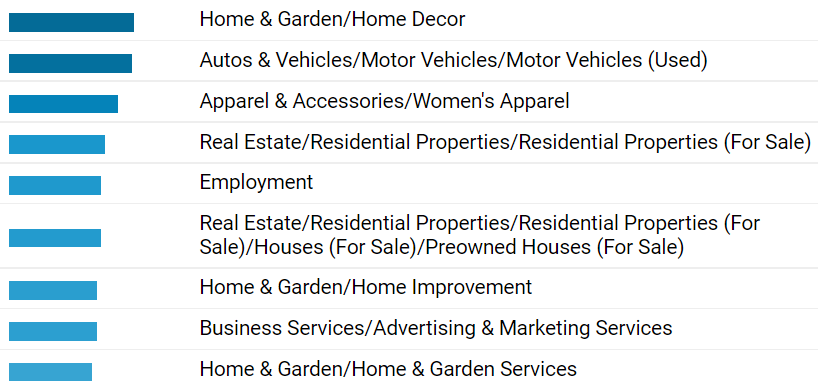 Home & Garden/Home Decor
Autos & Vehicles/Motor Vehicles/Motor Vehicles (Used)
Apparel & Accessories/Women's Apparel
Real Estate/Residential Properties/Residential Properties (For Sale)
Employment
Real Estate/Residential Properties/Residential Properties (For
Sale)/Houses (For Sale)/Preowned Houses (For Sale)
Home & Garden/Home Improvement
Business Services/Advertising & Marketing Services
Home & Garden/Home & Garden Services